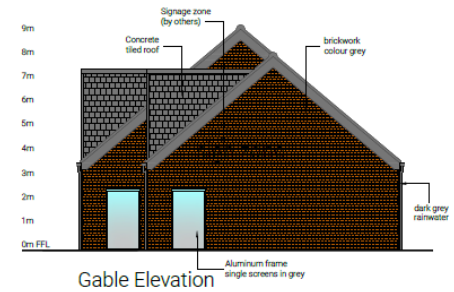 Signage zone
(by others)
9m
Concrete
tiled roof
brickwork
colour grey
8m
7m
6m
5m
4m
3m
2m
1m
0m FFL
dark grey
rainwater
Aluminum frame
single screens in grey
Gable Elevation